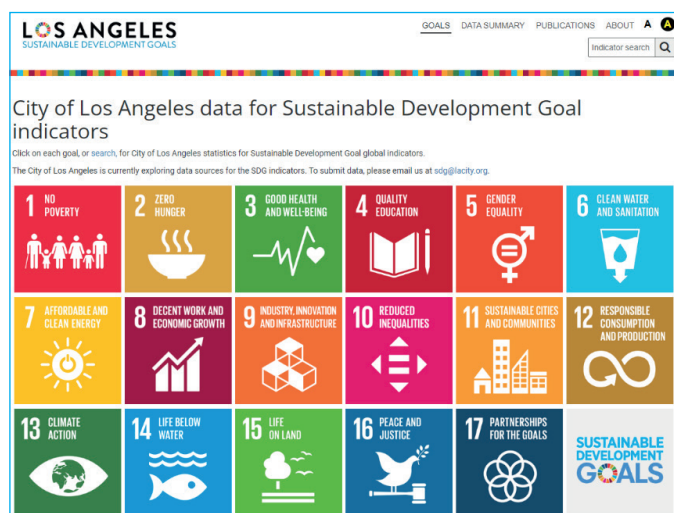 LOS ANGELES
SUSTAINABLE DEVELOPMENT GOALS
GOALS DATA SUMMARY PUBLICATIONS ABOUT A A
Indicator search
City of Los Angeles data for Sustainable Development Goal
indicators
Click on each goal, or search, for City of Los Angeles statistics for Sustainable Development Goal global indicators.
The City of Los Angeles is currently exploring data sources for the SDG indicators. To submit data, please email us at sdg@lacity.org.
1 NO
POVERTY
2 ZERO
HUNGER
3 GOOD HEALTH
AND WELL-BEING
4 QUALITY
EDUCATION
5 GENDER
EQUALITY
6 CLEAN WATER
AND SANITATION
7 AFFORDABLE AND
CLEAN ENERGY
8 DECENT WORK AND
ECONOMIC GROWTH
9 INDUSTRY, INNOVATION
AND INFRASTRUCTURE
10 REDUCED
INEQUALITIES
11 SUSTAINABLE CITIES
AND COMMUNITIES
12 RESPONSIBLE
CONSUMPTION
AND PRODUCTION
13 CLIMATE
ACTION
14 LIFE BELOW
WATER
15 LIFE
ON LAND
16 PEACE AND
JUSTICE
17 PARTNERSHIPS
FOR THE GOALS
SUSTAINABLE
DEVELOPMENT
GOALS